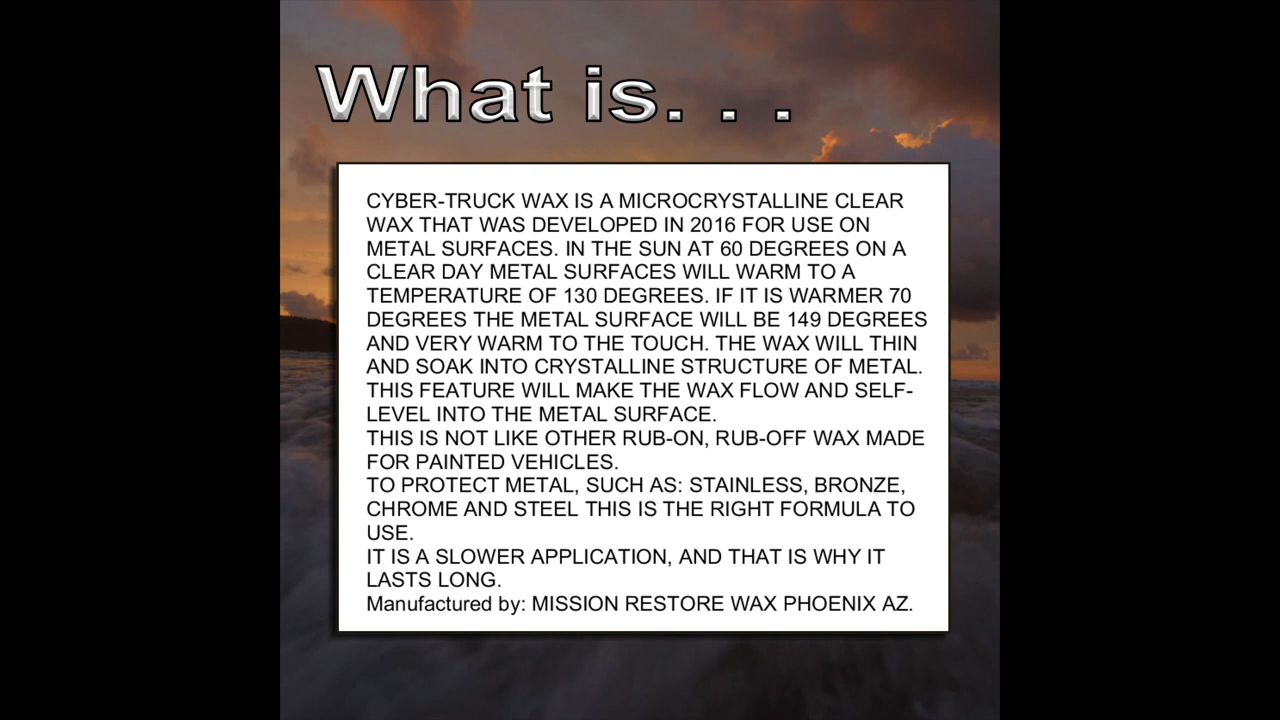 What is. . .
CYBER-TRUCK WAX IS A MICROCRYSTALLINE CLEAR
WAX THAT WAS DEVELOPED IN 2016 FOR USE ON
METAL SURFACES. IN THE SUN AT 60 DEGREES ON A
CLEAR DAY METAL SURFACES WILL WARM TO A
TEMPERATURE OF 130 DEGREES. IF IT IS WARMER 70
DEGREES THE METAL SURFACE WILL BE 149 DEGREES
AND VERY WARM TO THE TOUCH. THE WAX WILL THIN
AND SOAK INTO CRYSTALLINE STRUCTURE OF METAL.
THIS FEATURE WILL MAKE THE WAX FLOW AND SELF-
LEVEL INTO THE METAL SURFACE.
THIS IS NOT LIKE OTHER RUB-ON, RUB-OFF WAX MADE
FOR PAINTED VEHICLES.
TO PROTECT METAL, SUCH AS: STAINLESS, BRONZE,
CHROME AND STEEL THIS IS THE RIGHT FORMULA TO
USE.
IT IS A SLOWER APPLICATION, AND THAT IS WHY IT
LASTS LONG.
Manufactured by: MISSION RESTORE WAX PHOENIX AZ.